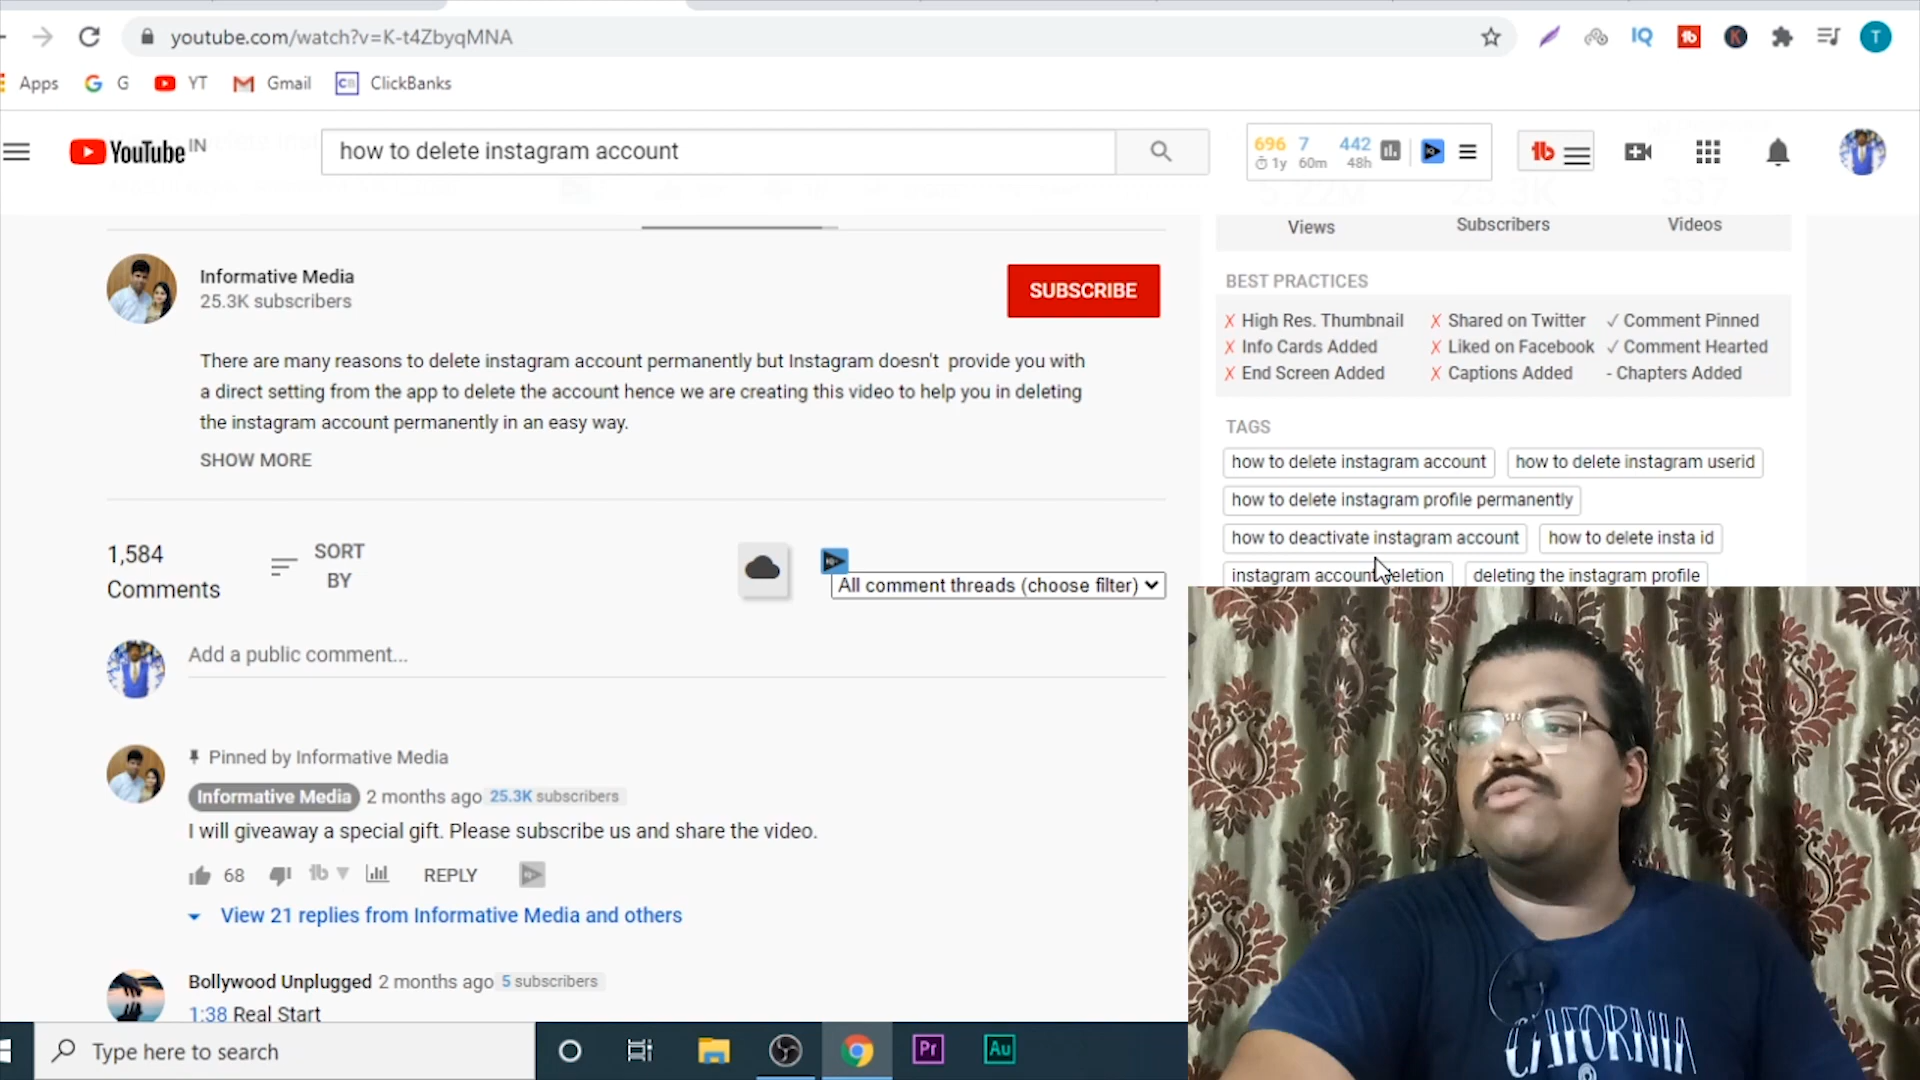 youtube.com/watch?v=K-t4ZbyqMNA
IQ
T
Apps
G
YT
Gmail
CB ClickBanks
YouTube IN
how to delete instagram account
696 7 442
1y 60m 48h
Views
Subscribers
Videos
Informative Media
25.3K subscribers
SUBSCRIBE
There are many reasons to delete instagram account permanently but Instagram doesn't provide you with
a direct setting from the app to delete the account hence we are creating this video to help you in deleting
the instagram account permanently in an easy way.
SHOW MORE
BEST PRACTICES
X High Res. Thumbnail X Shared on Twitter ✓ Comment Pinned
X Info Cards Added X Liked on Facebook ✓ Comment Hearted
X End Screen Added X Captions Added - Chapters Added
TAGS
how to delete instagram account how to delete instagram userid
how to delete instagram profile permanently
how to deactivate instagram account how to delete insta id
instagram account deletion deleting the instagram profile
1,584
Comments
SORT
BY
All comment threads (choose filter)
Add a public comment...
Pinned by Informative Media
Informative Media 2 months ago 25.3K subscribers
I will giveaway a special gift. Please subscribe us and share the video.
68
REPLY
View 21 replies from Informative Media and others
Bollywood Unplugged 2 months ago 5 subscribers
1:38 Real Start
CALIFORNIA
Type here to search
Pr
Au